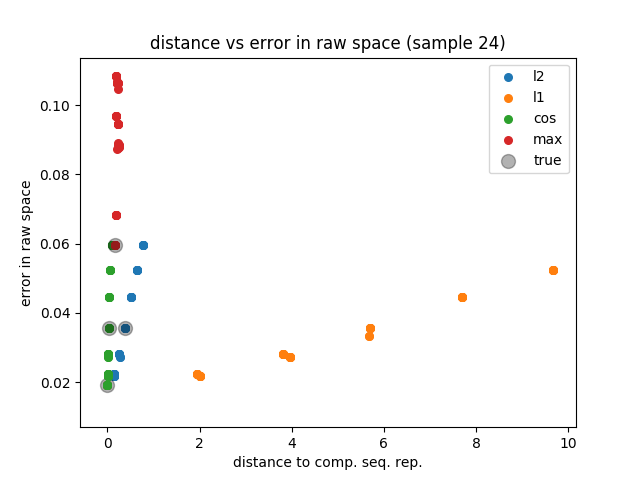 distance vs error in raw space (sample 24)
l2
l1
cos
max
true
error in raw space
0.10
0.08
0.06
0.04
0.02
0
2
4
6
8
10
distance to comp. seq. rep.